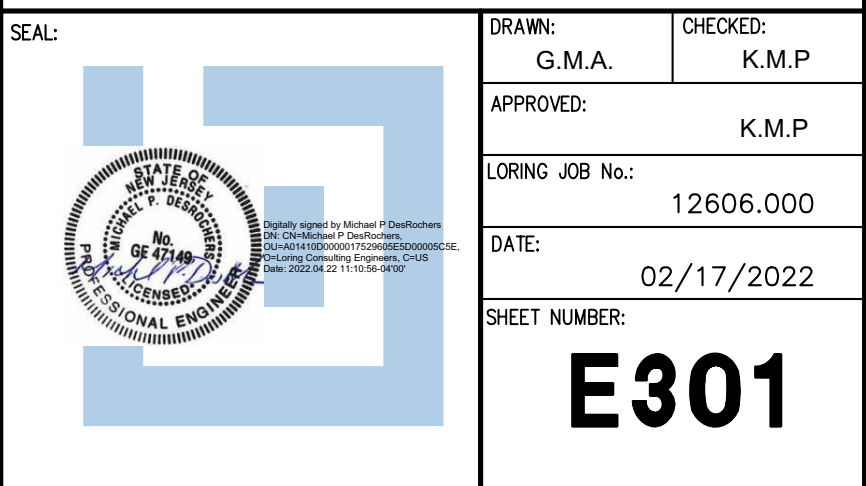 SEAL:
STATE OF
NEW JERSEY
MICHAEL P. DESROCHERS
No.
GE 47149
LICENSED
PROFESSIONAL ENGINEER
Digitally signed by Michael P DesRochers
DN: CN=Michael P DesRochers,
OU=A01410D0000017529605E5D00005C5E,
O=Loring Consulting Engineers, C=US
Date: 2022.04.22 11:10:56-04'00'
DRAWN:
G.M.A.
CHECKED:
K.M.P
APPROVED:
K.M.P
LORING JOB No.:
12606.000
DATE:
02/17/2022
SHEET NUMBER:
E301